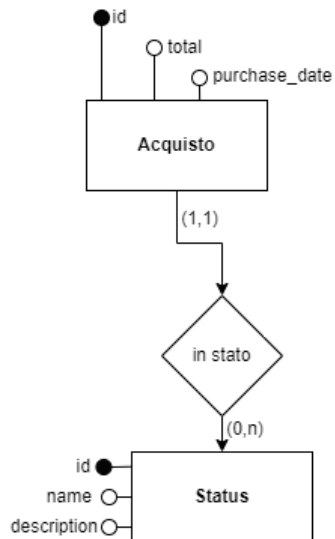 id
total
purchase_date
Acquisto
(1,1)
in stato
(0,n)
id
name
Status
description